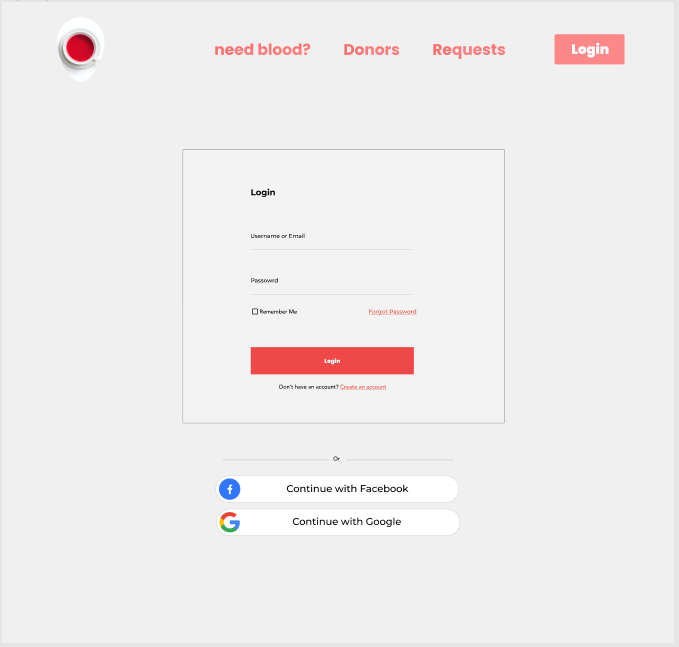 need blood? Donors Requests Login
Login
Username or Email
Passowrd
Remember Me Forgot Password
Login
Don't have an account? Create an account
Or
Continue with Facebook
Continue with Google